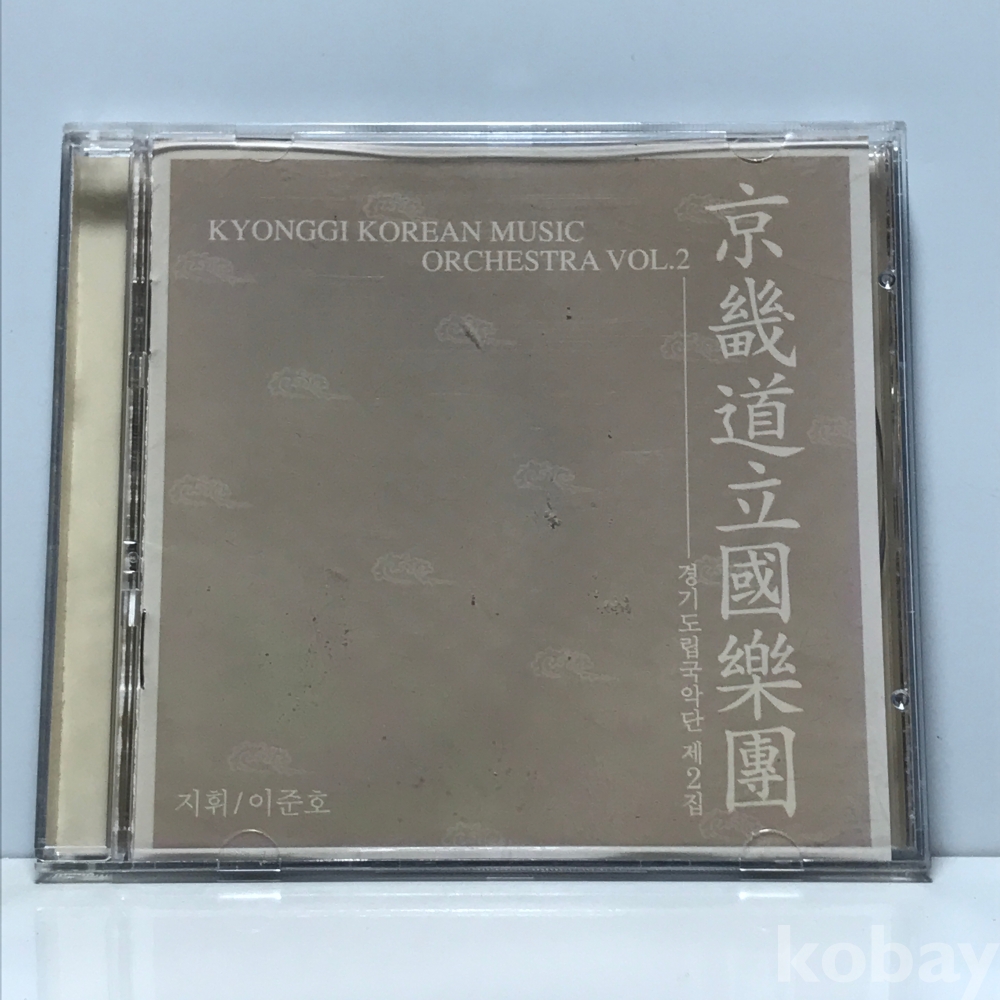 KYONGGI KOREAN MUSIC
ORCHESTRA VOL.2
京畿道立國樂團
경기도립국악단 제2집
지휘/이준호
kobay